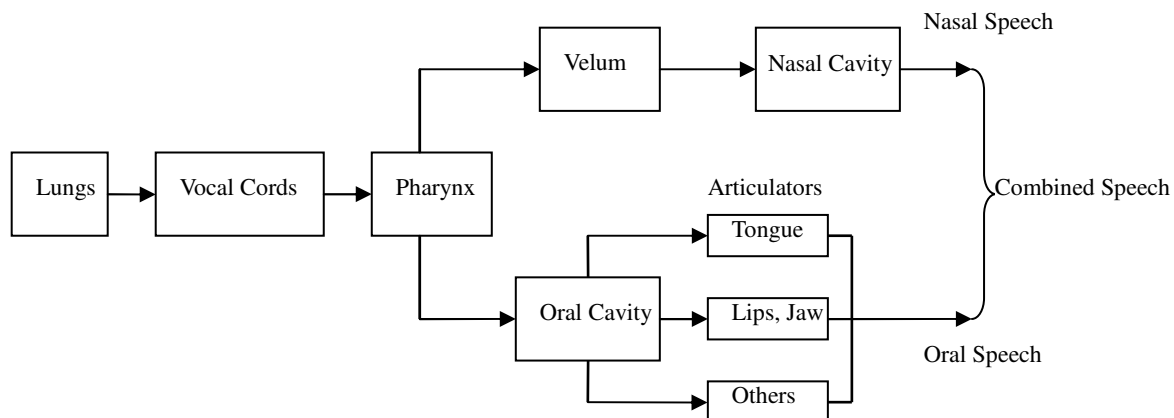 Nasal Speech
Velum
Nasal Cavity
Lungs
Vocal Cords
Pharynx
Articulators
Combined Speech
Tongue
Oral Cavity
Lips, Jaw
Oral Speech
Others